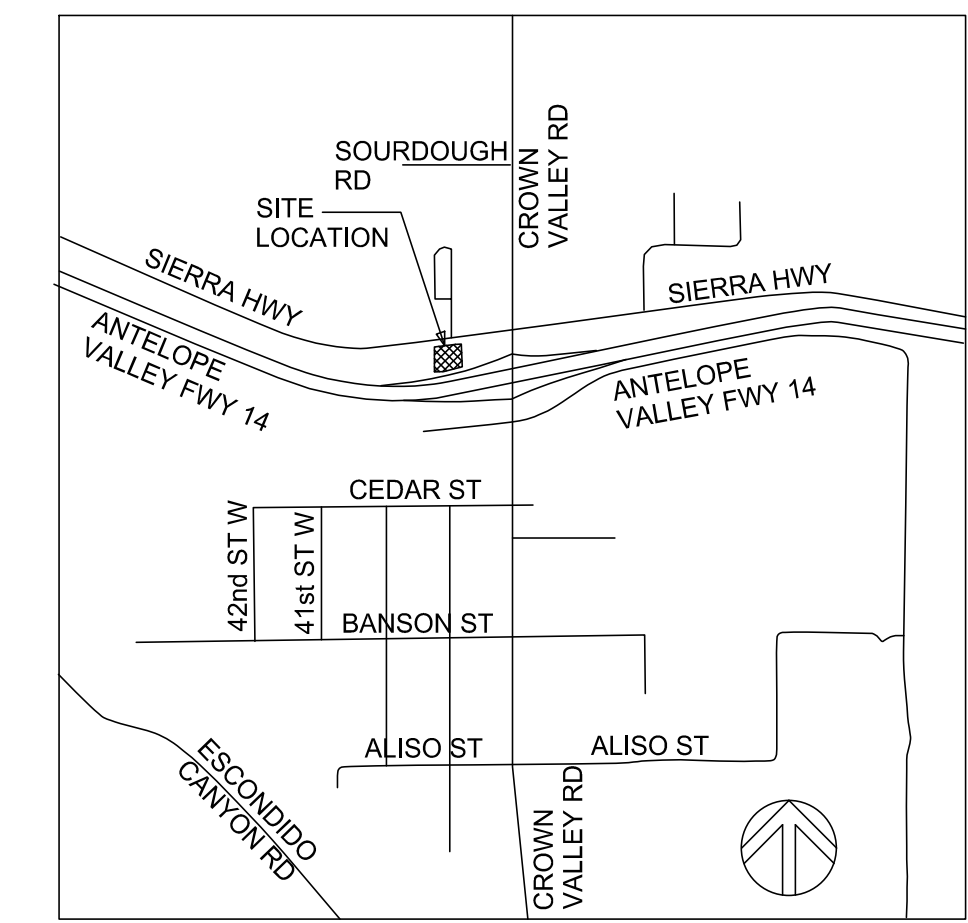 SOURDOUGH
RD
CROWN
VALLEY RD
SITE
LOCATION
SIERRA HWY
SIERRA HWY
ANTELOPE
VALLEY FWY 14
ANTELOPE
VALLEY FWY 14
CEDAR ST
42nd ST W
41st ST W
BANSON ST
ALISO ST
ALISO ST
ESCONDIDO
CANYON RD
CROWN
VALLEY RD